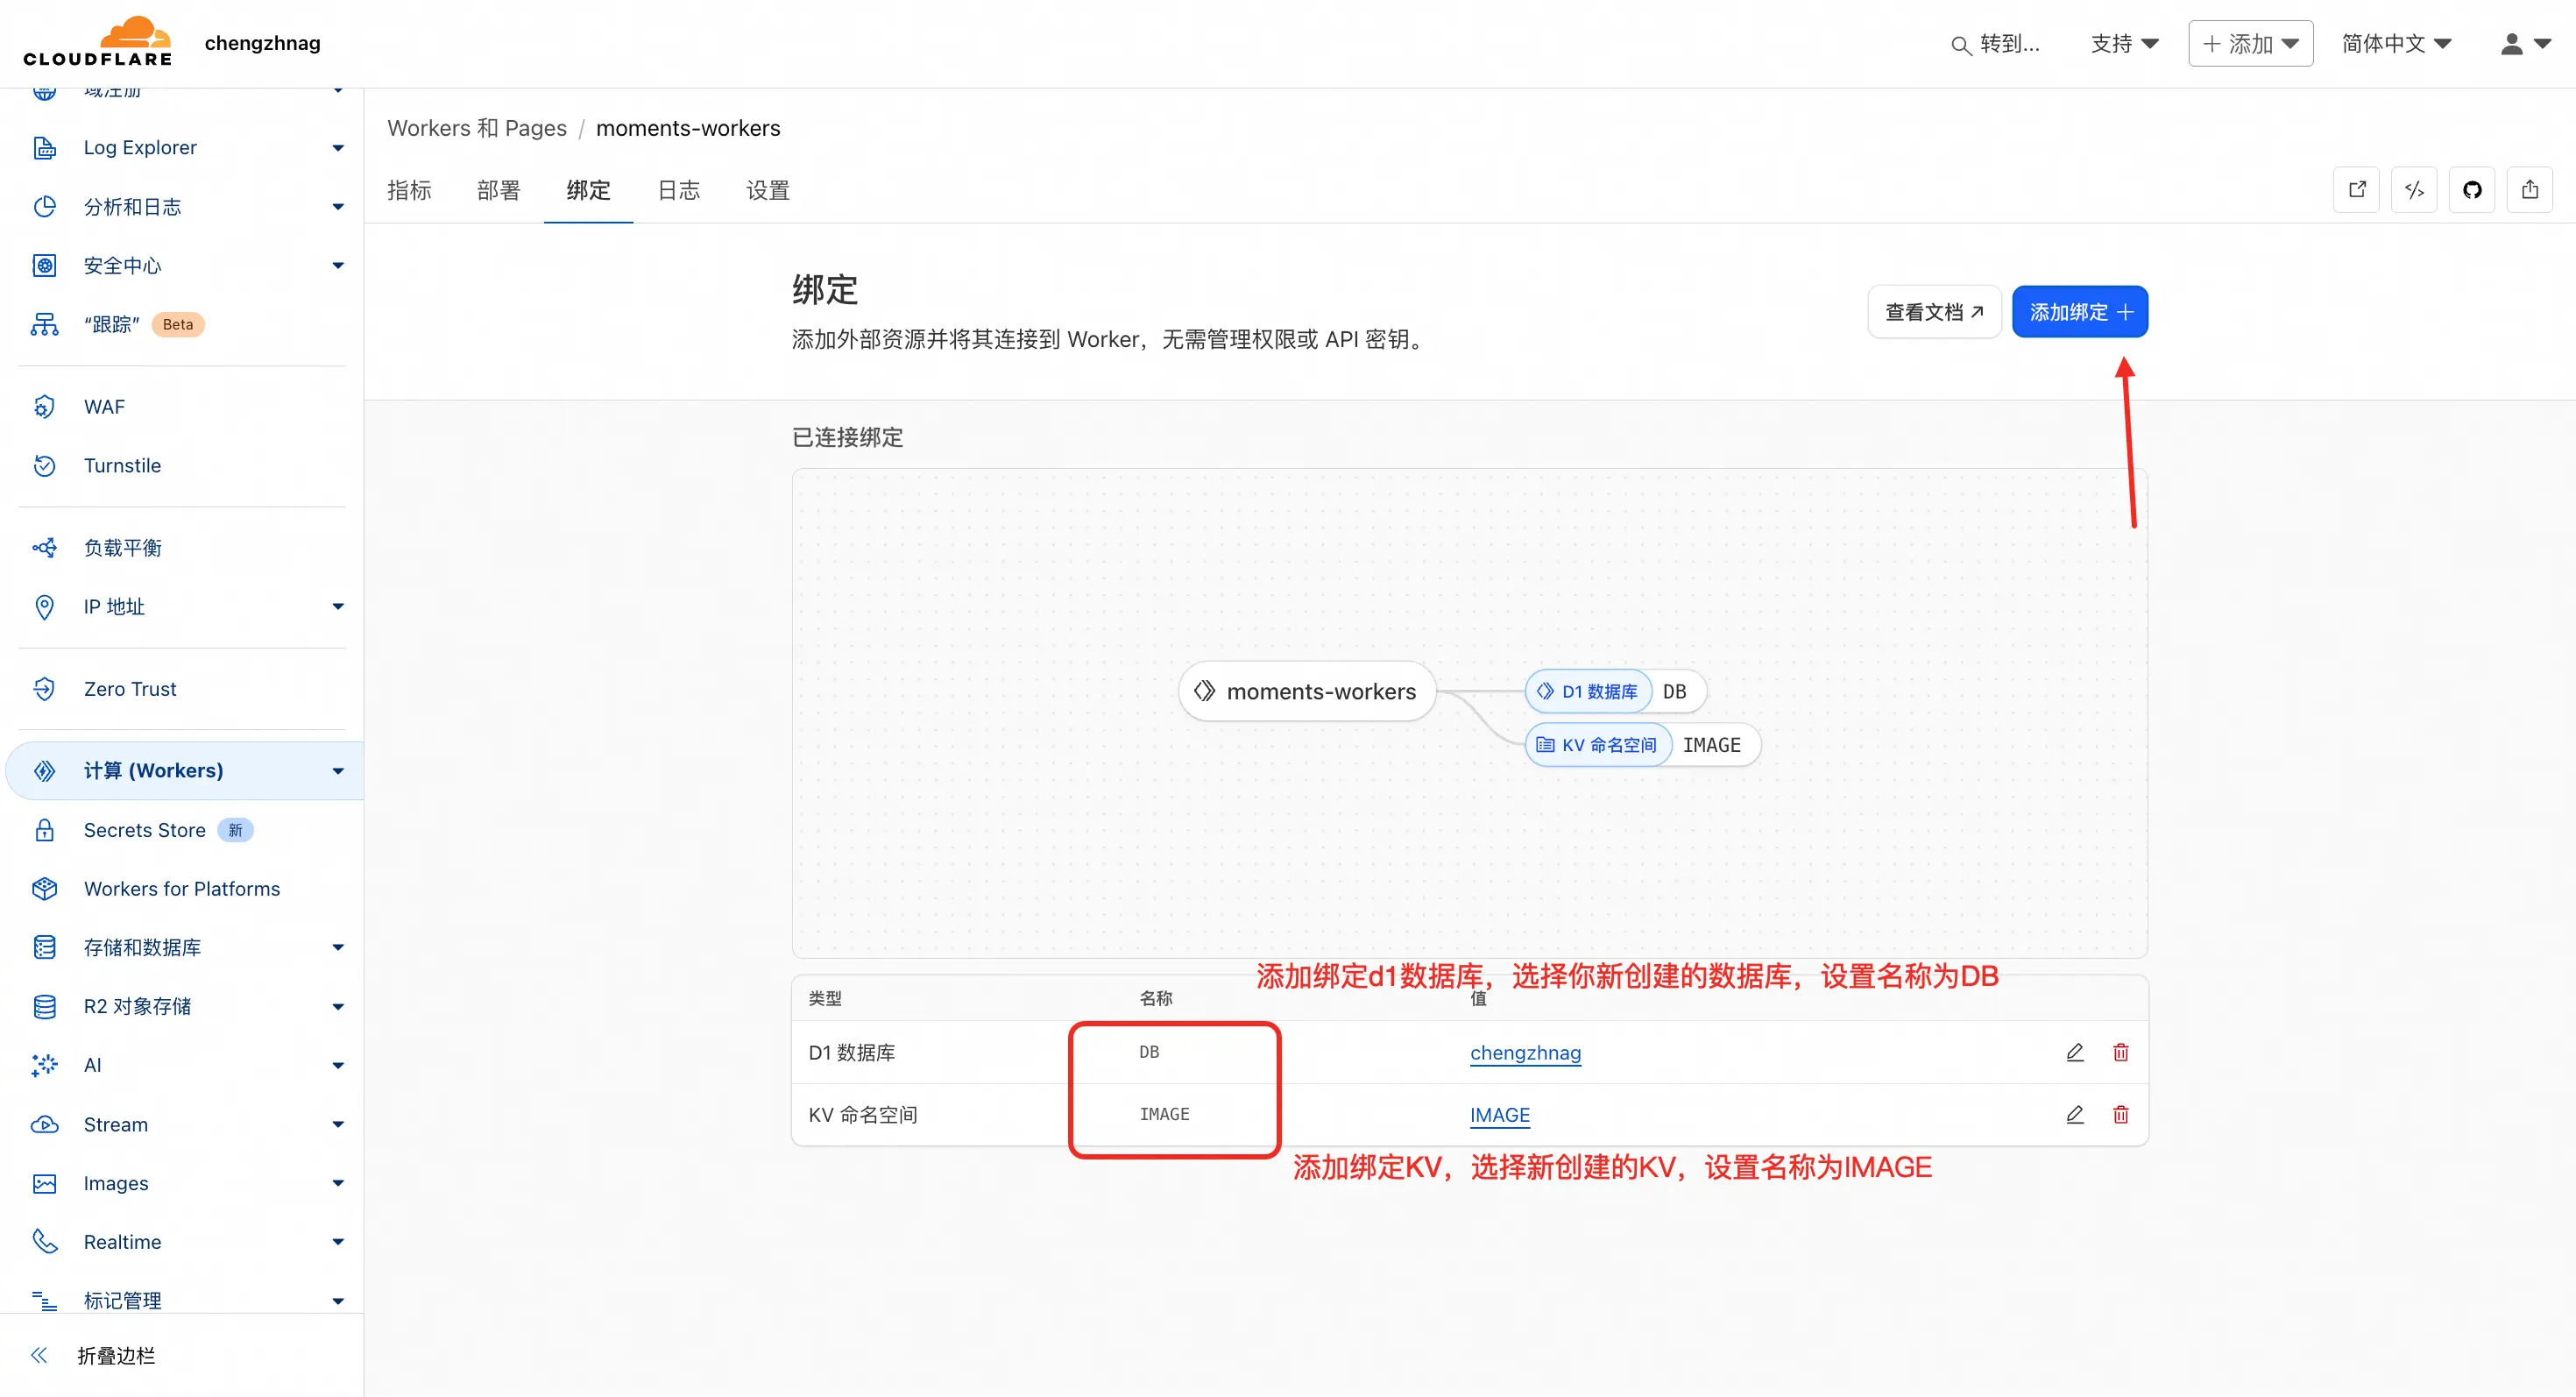 CLOUDFLARE
chengzhnag
转到...
支持
添加
简体中文
域注册
Log Explorer
分析和日志
安全中心
“跟踪” Beta
WAF
Turnstile
负载平衡
IP 地址
Zero Trust
计算 (Workers)
Secrets Store 新
Workers for Platforms
存储和数据库
R2 对象存储
AI
Stream
Images
Realtime
标记管理
折叠边栏
Workers 和 Pages / moments-workers
指标 部署 绑定 日志 设置
绑定
添加外部资源并将其连接到 Worker，无需管理权限或 API 密钥。
查看文档
添加绑定
已连接绑定
moments-workers
D1 数据库 DB
KV 命名空间 IMAGE
添加绑定d1数据库，选择你新创建的数据库，设置名称为DB
类型 名称 值
D1 数据库 DB chengzhnag
KV 命名空间 IMAGE IMAGE
添加绑定KV，选择新创建的KV，设置名称为IMAGE